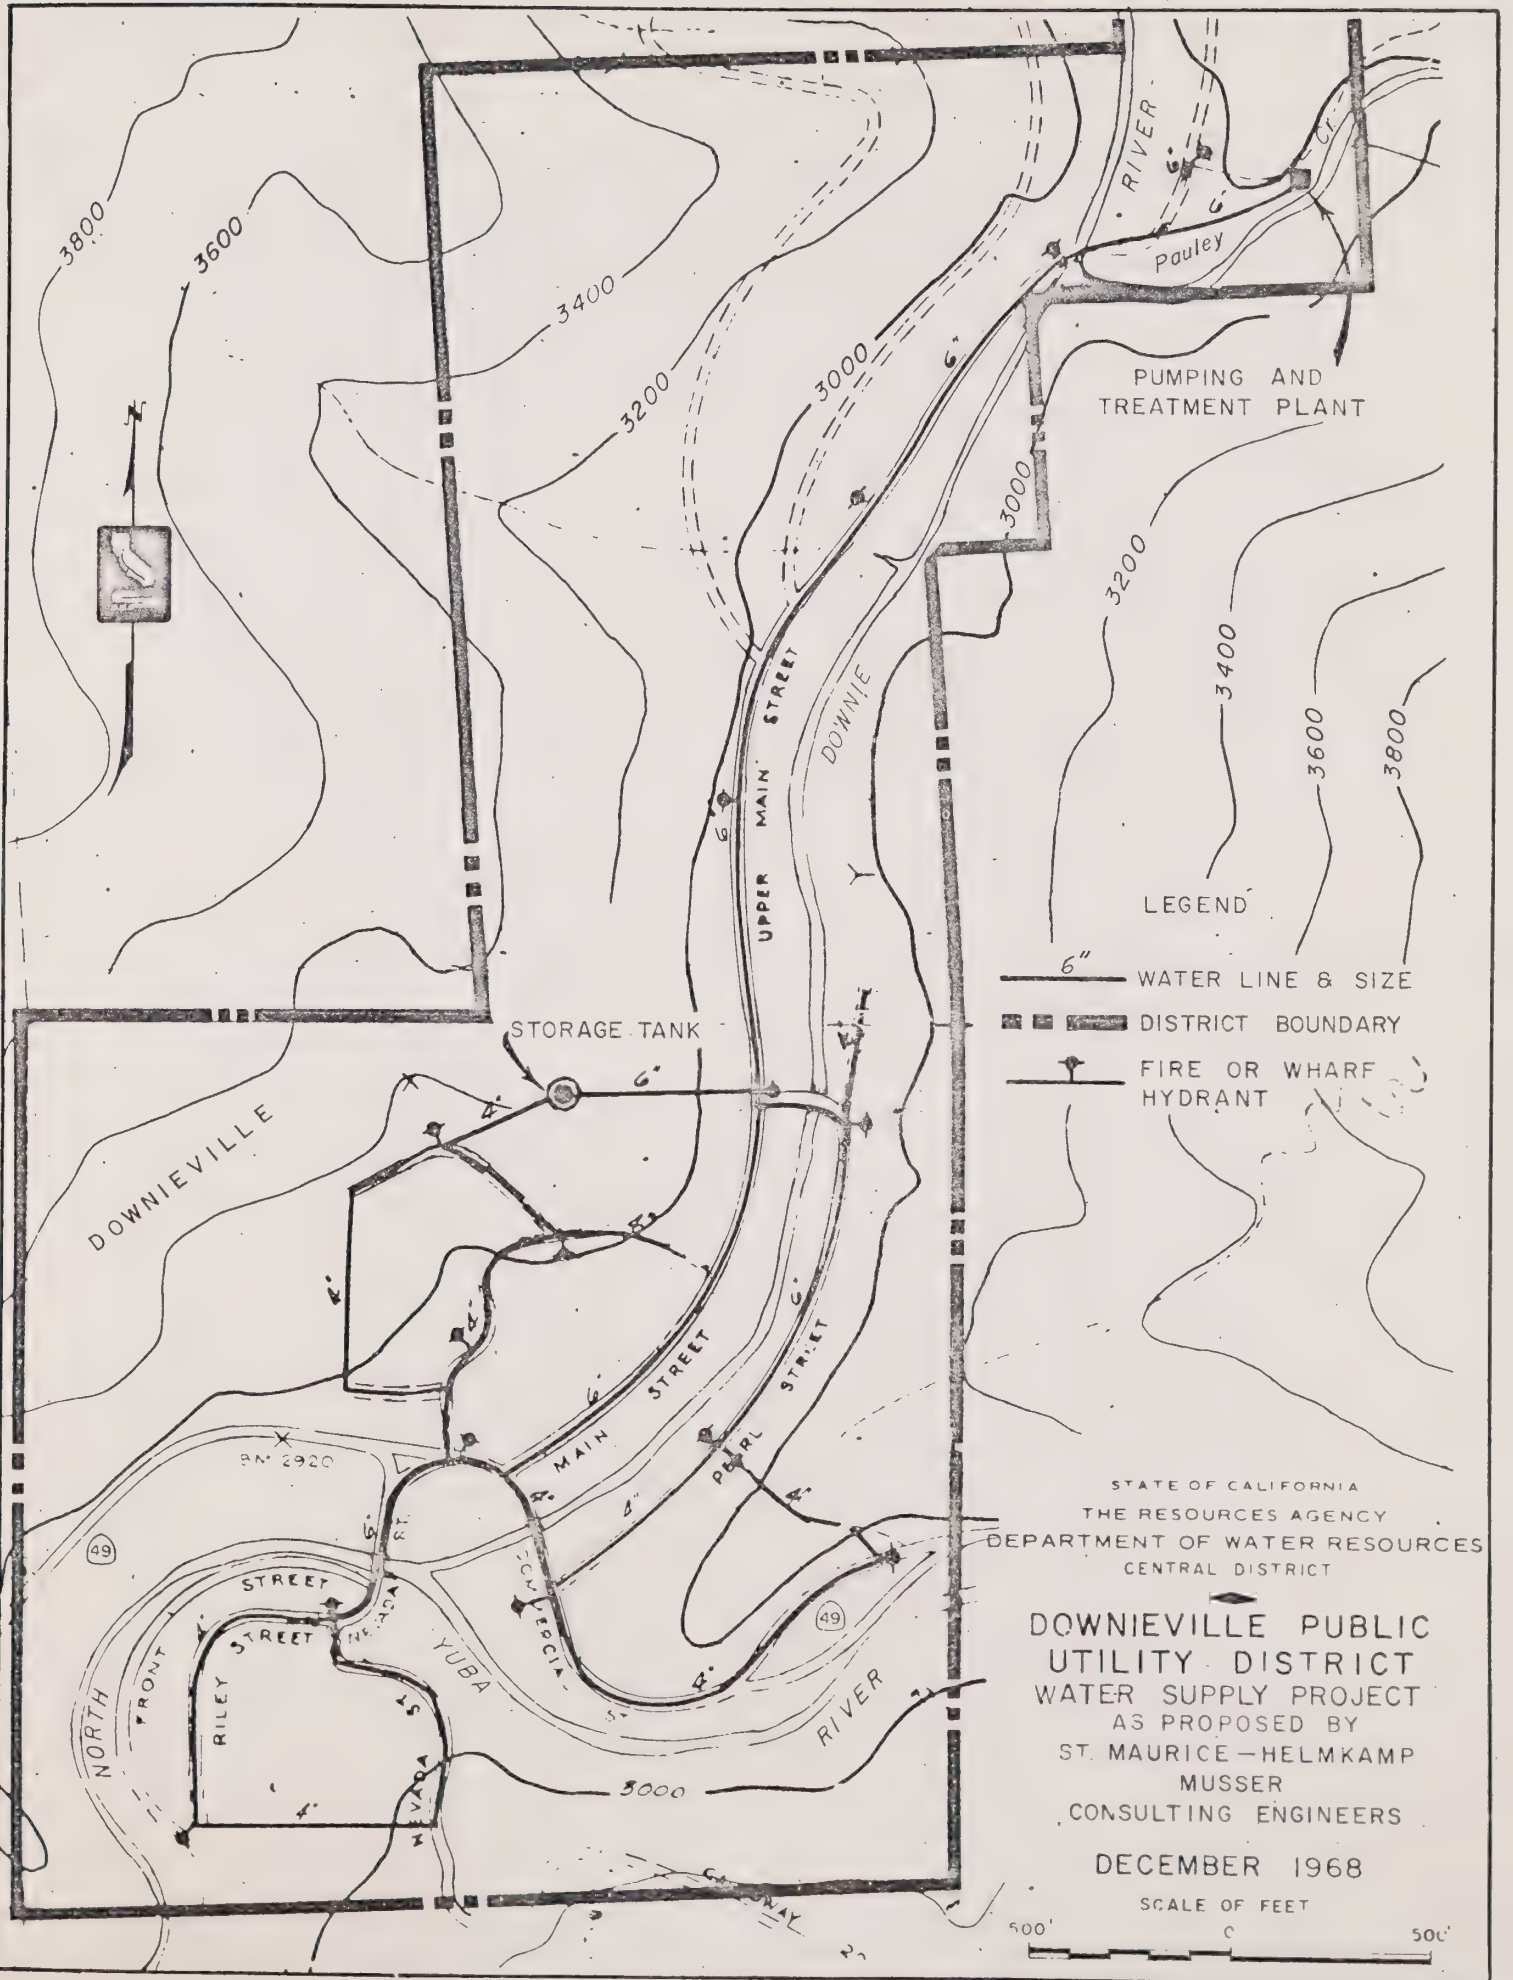 RIVER
Cr.
6"
6"
Pauley
3800
3600
3400
3200
3000
6"
PUMPING AND
TREATMENT PLANT
N
3000
3200
3400
3600
3800
UPPER MAIN STREET
DOWNIE
6"
LEGEND
6" WATER LINE & SIZE
DISTRICT BOUNDARY
FIRE OR WHARF
HYDRANT
STORAGE TANK
6"
4"
DOWNIEVILLE
4"
4"
6"
MAIN STREET
6"
PEARL STREET
BM 2920
4"
4"
4"
49
6"
ST
STREET
STREET
NEVADA
FRONT
RILEY
4"
NORTH
YUBA
RIVER
49
4"
ST
ST
NEVADA
4"
3000
STATE OF CALIFORNIA
THE RESOURCES AGENCY
DEPARTMENT OF WATER RESOURCES
CENTRAL DISTRICT
DOWNIEVILLE PUBLIC
UTILITY DISTRICT
WATER SUPPLY PROJECT
AS PROPOSED BY
ST. MAURICE—HELMKAMP
MUSSER
CONSULTING ENGINEERS
DECEMBER 1968
SCALE OF FEET
500' 0 500'